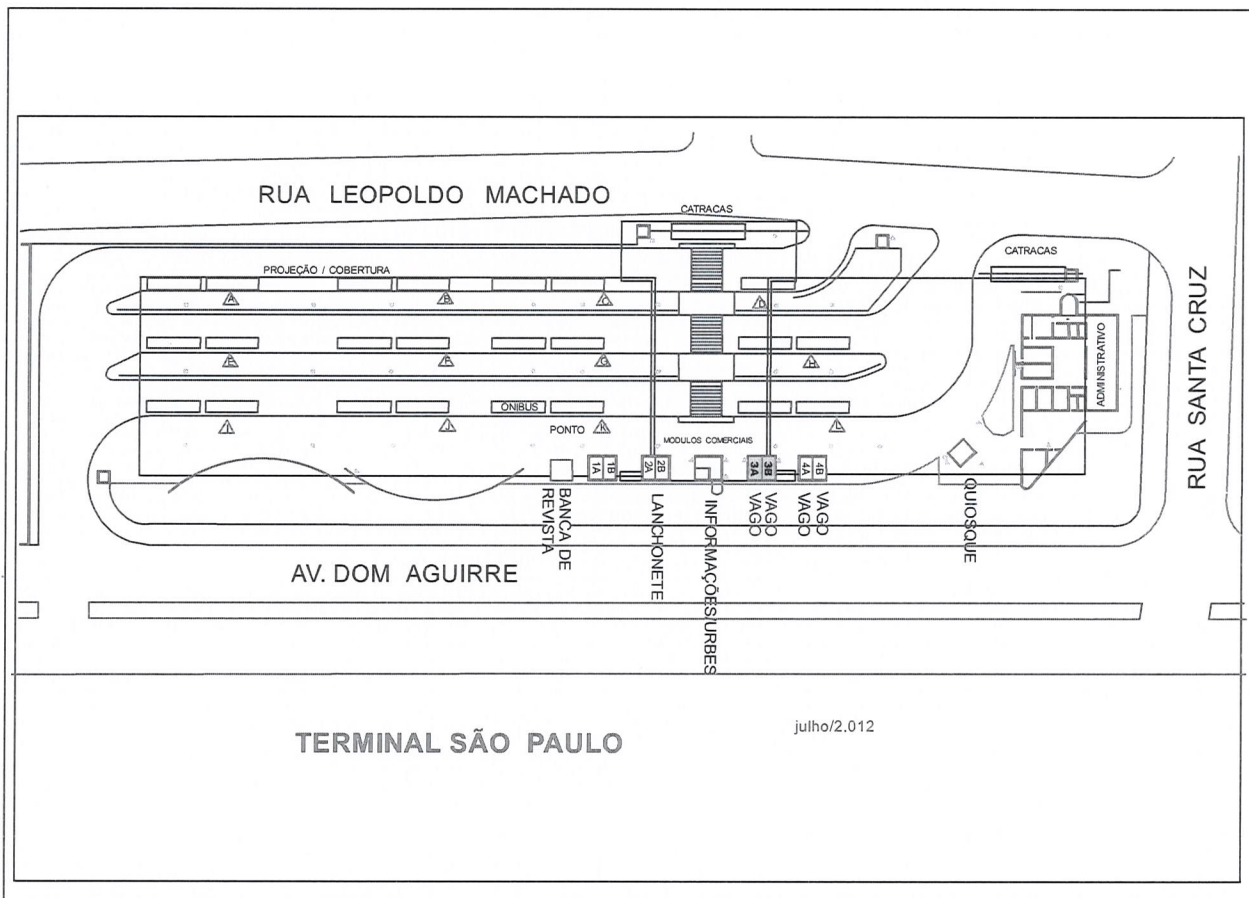 RUA LEOPOLDO MACHADO
CATRACAS
CATRACAS
PROJEÇÃO / COBERTURA
A
B
C
D
RUA SANTA CRUZ
E
F
G
H
ADMINISTRATIVO
ÔNIBUS
I
J
PONTO
K
L
MODULOS COMERCIAIS
1A
1B
2A
2B
3A
3B
4A
4B
BANCA DE
REVISTA
LANCHONETE
INFORMAÇÕES/URBES
VAGO
VAGO
VAGO
VAGO
QUIOSQUE
AV. DOM AGUIRRE
TERMINAL SÃO PAULO
julho/2.012